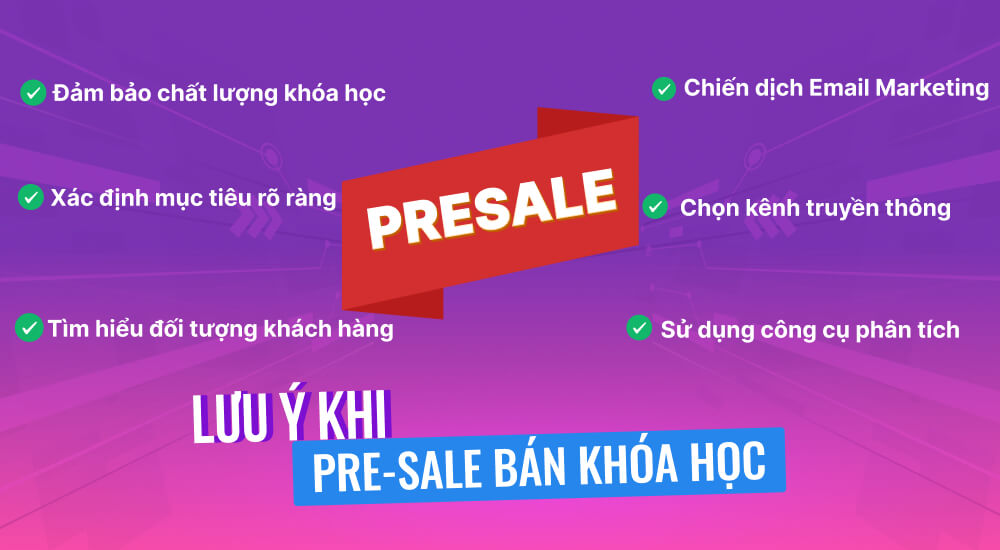 Đảm bảo chất lượng khóa học
Xác định mục tiêu rõ ràng
Tìm hiểu đối tượng khách hàng
PRESALE
Chiến dịch Email Marketing
Chọn kênh truyền thông
Sử dụng công cụ phân tích
LƯU Ý KHI
PRE-SALE BÁN KHÓA HỌC